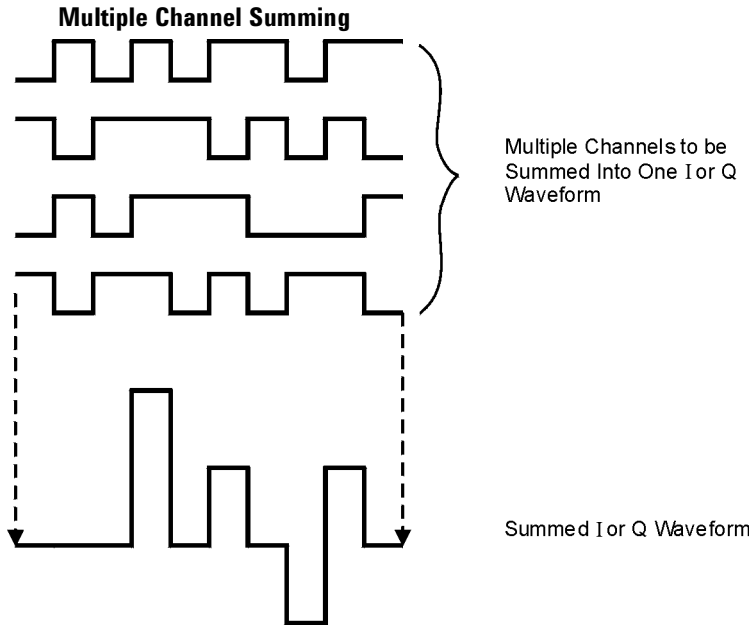 Multiple Channel Summing
Multiple Channels to be
Summed Into One I or Q
Waveform
Summed I or Q Waveform